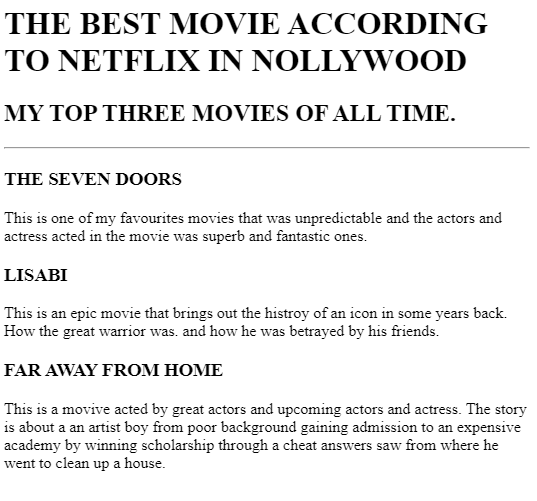 THE BEST MOVIE ACCORDING
TO NETFLIX IN NOLLYWOOD
MY TOP THREE MOVIES OF ALL TIME.
THE SEVEN DOORS
This is one of my favourites movies that was unpredictable and the actors and
actress acted in the movie was superb and fantastic ones.
LISABI
This is an epic movie that brings out the histroy of an icon in some years back.
How the great warrior was. and how he was betrayed by his friends.
FAR AWAY FROM HOME
This is a movive acted by great actors and upcoming actors and actress. The story
is about a an artist boy from poor background gaining admission to an expensive
academy by winning scholarship through a cheat answers saw from where he
went to clean up a house.